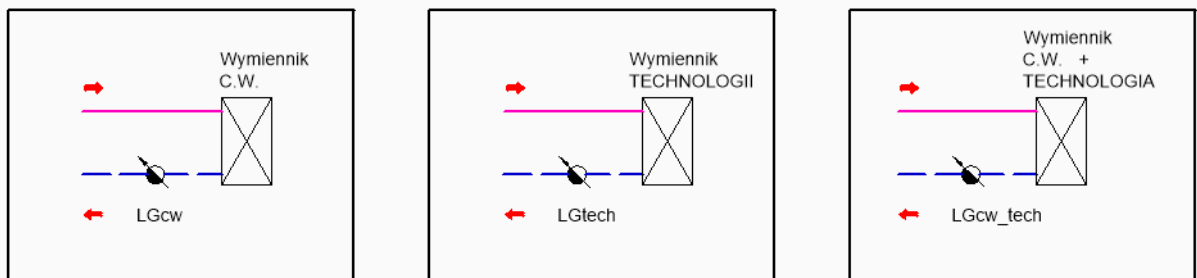 Wymiennik
C.W.
LGcw
Wymiennik
TECHNOLOGII
LGtech
Wymiennik
C.W. +
TECHNOLOGIA
LGcw_tech